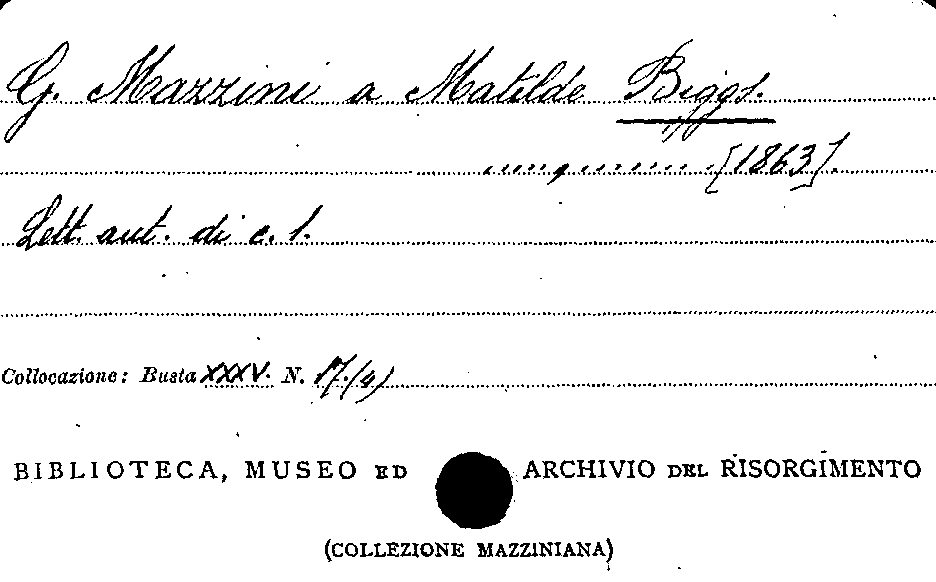 G. Mazzini a Matilde Biggs.
[1863].
Lett. aut. di c. 1.
Collocazione: Busta XXXV. N. 17.(4)
BIBLIOTECA, MUSEO ED ARCHIVIO DEL RISORGIMENTO
(COLLEZIONE MAZZINIANA)